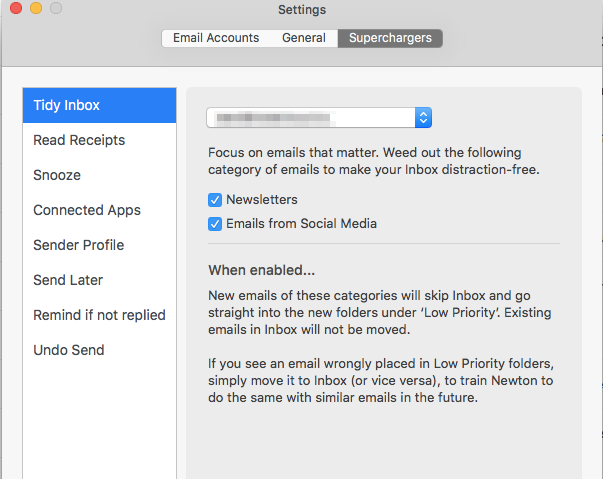 Settings
Email Accounts General Superchargers
Tidy Inbox
Read Receipts
Snooze
Connected Apps
Sender Profile
Send Later
Remind if not replied
Undo Send
Focus on emails that matter. Weed out the following
category of emails to make your Inbox distraction-free.
Newsletters
Emails from Social Media
When enabled...
New emails of these categories will skip Inbox and go
straight into the new folders under ‘Low Priority’. Existing
emails in Inbox will not be moved.
If you see an email wrongly placed in Low Priority folders,
simply move it to Inbox (or vice versa), to train Newton to
do the same with similar emails in the future.